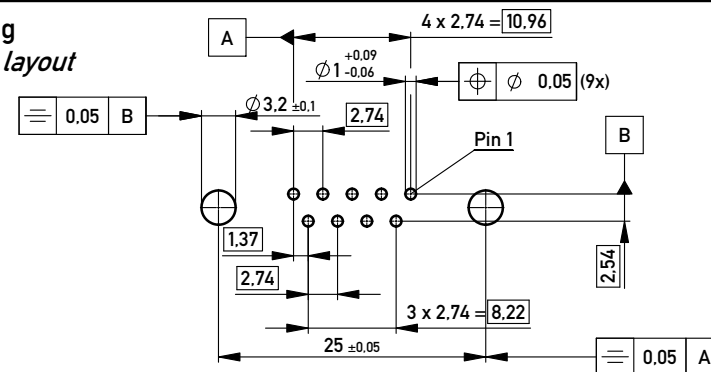 g
layout
A
4 x 2,74 = 10,96
∅1 +0,09 -0,06
⌖ ∅ 0,05 (9x)
⌯ 0,05 B
∅3,2 ±0,1
2,74
B
Pin 1
1,37
2,74
2,54
3 x 2,74 = 8,22
25 ±0,05
⌯ 0,05 A